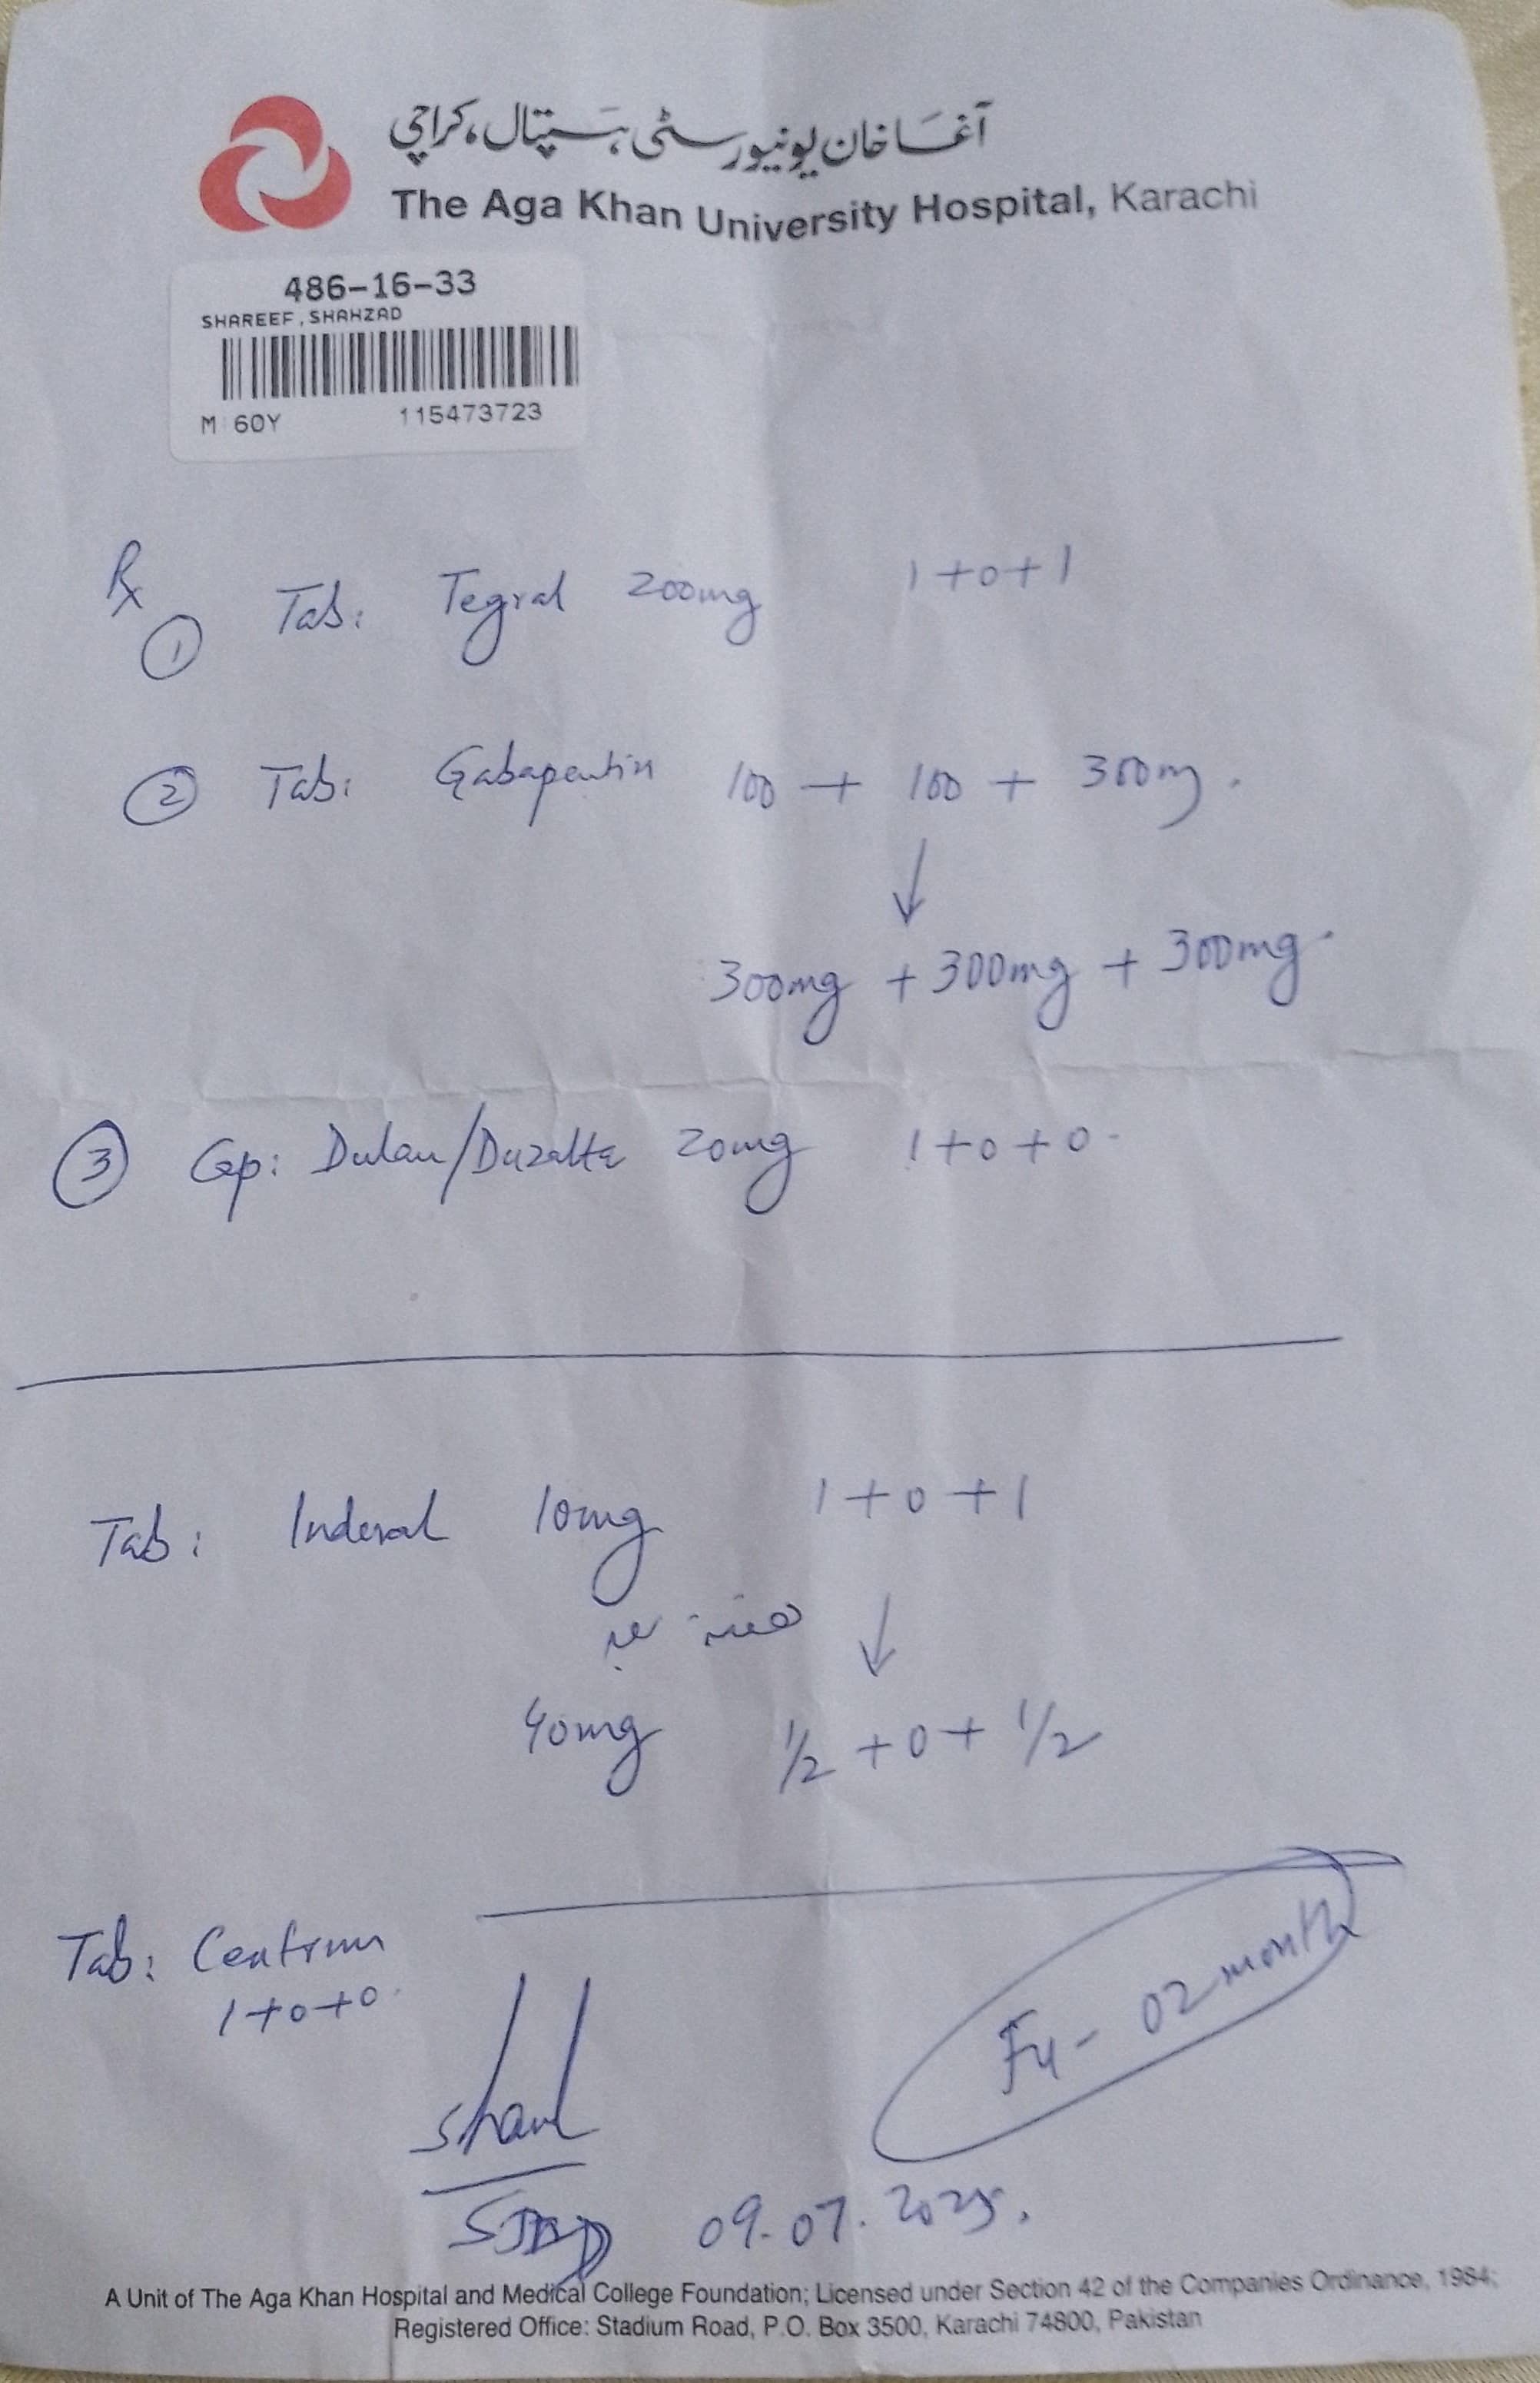 آغا خان یونیورسٹی ہسپتال، کراچی
The Aga Khan University Hospital, Karachi
486-16-33
SHAREEF, SHAHZAD
M 60Y 115473723
Rx
① Tab: Tegral 200mg 1+0+1
② Tab: Gabapentin 100 + 100 + 300mg.
↓
300mg + 300mg + 300mg.
③ Cap: Dulan/Duzalta 20mg 1+0+0
Tab: Inderal 10mg 1+0+1
ہفتہ بعد ↓
40mg 1/2 +0+ 1/2
Tab: Centrum
1+0+0
Fu - 02 month
09.07.2025.
A Unit of The Aga Khan Hospital and Medical College Foundation; Licensed under Section 42 of the Companies Ordinance, 1984;
Registered Office: Stadium Road, P.O. Box 3500, Karachi 74800, Pakistan